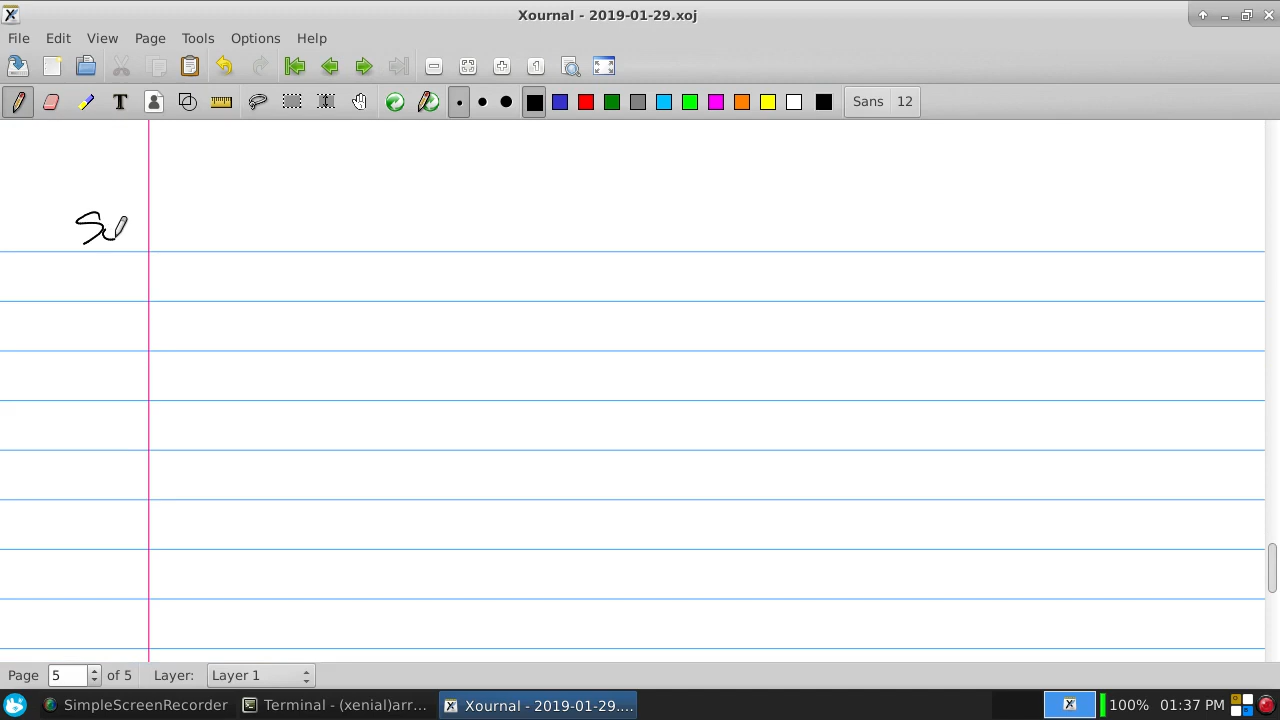 Xournal - 2019-01-29.xoj
File Edit View Page Tools Options Help
Sans 12
Page 5 of 5 Layer: Layer 1
SimpleScreenRecorder Terminal - (xenial)arr... Xournal - 2019-01-29.... 100% 01:37 PM